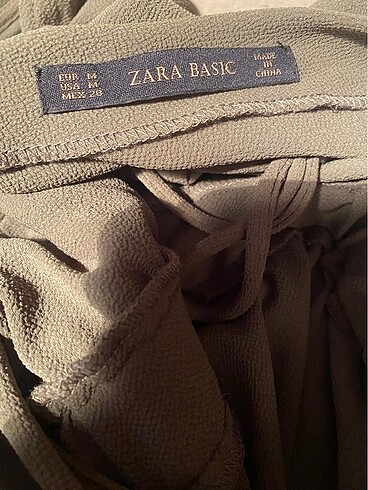 EUR M
USA M
MEX 28
ZARA BASIC
MADE
IN
CHINA